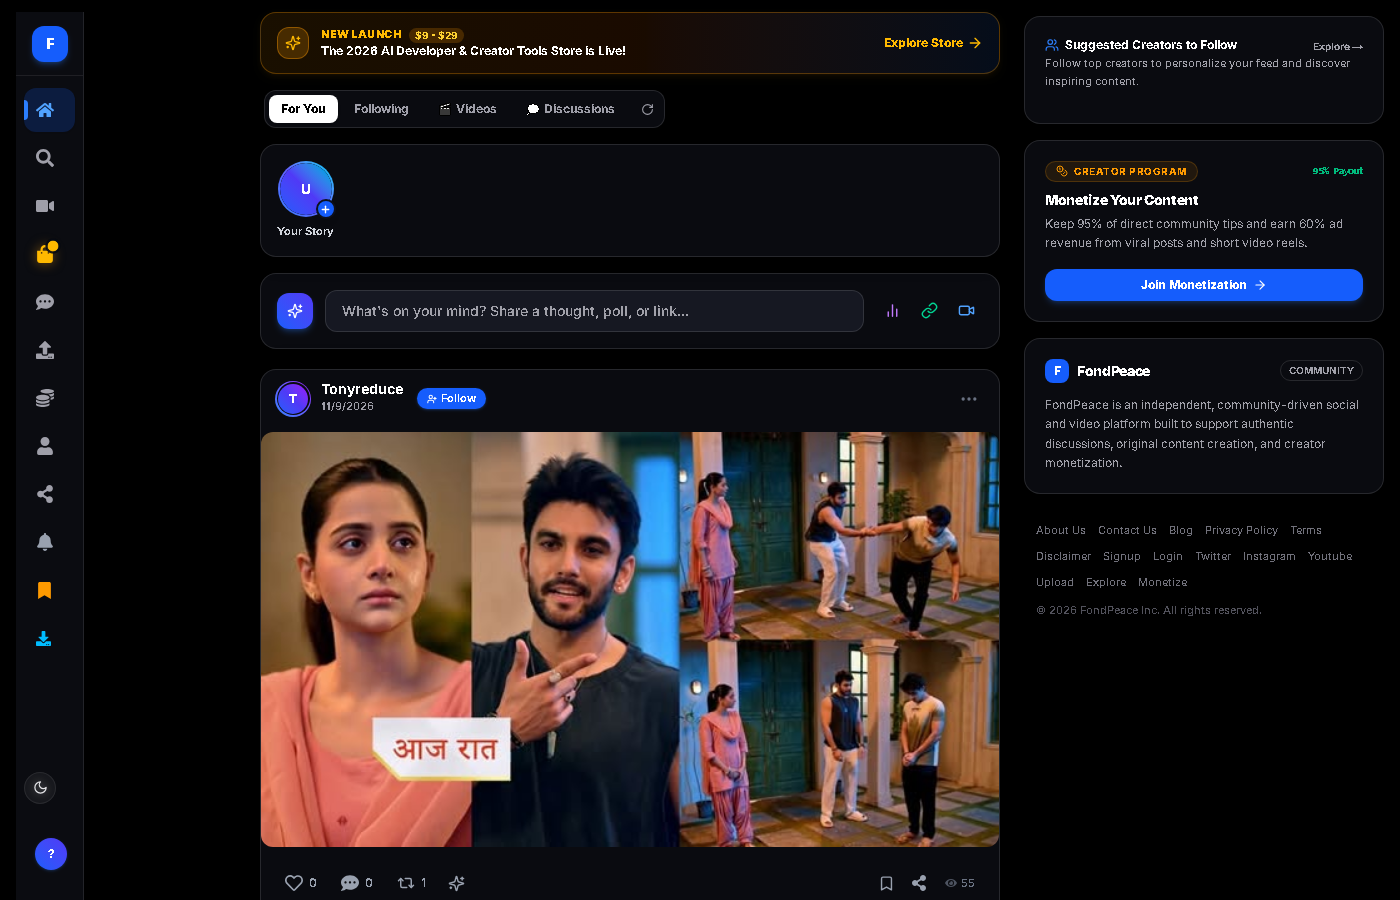 F
NEW LAUNCH $9 - $29
The 2026 AI Developer & Creator Tools Store is Live!
Explore Store →
For You
Following
🎬 Videos
💬 Discussions
U
Your Story
What's on your mind? Share a thought, poll, or link...
T
Tonyreduce
11/9/2026
Follow
आज रात
0
0
1
55
?
Suggested Creators to Follow
Explore →
Follow top creators to personalize your feed and discover
inspiring content.
CREATOR PROGRAM
95% Payout
Monetize Your Content
Keep 95% of direct community tips and earn 60% ad
revenue from viral posts and short video reels.
Join Monetization →
F FondPeace
COMMUNITY
FondPeace is an independent, community-driven social
and video platform built to support authentic
discussions, original content creation, and creator
monetization.
About Us Contact Us Blog Privacy Policy Terms
Disclaimer Signup Login Twitter Instagram Youtube
Upload Explore Monetize
© 2026 FondPeace Inc. All rights reserved.